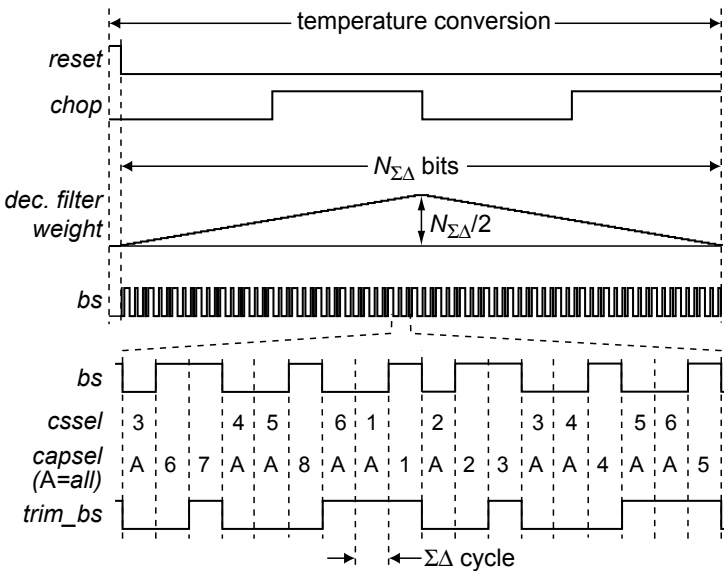 temperature conversion
reset
chop
NΣΔ bits
dec. filter
weight
NΣΔ/2
bs
bs
cssel 3 4 5 6 1 2 3 4 5 6
capsel A 6 7 A A 8 A A 1 A 2 3 A A 4 A A 5
(A=all)
trim_bs
ΣΔ cycle